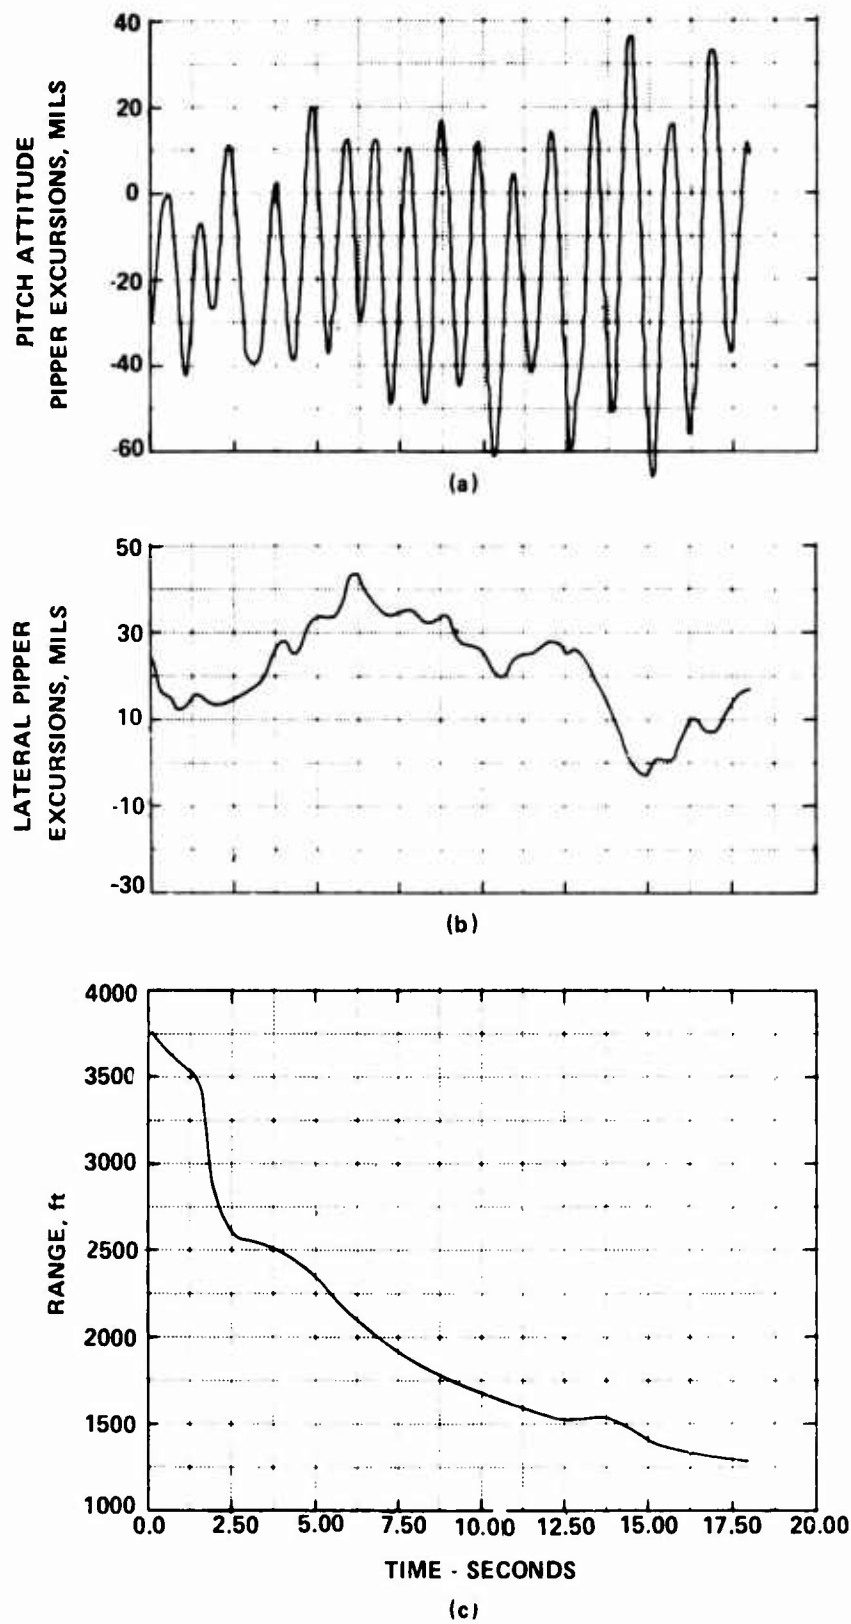 PITCH ATTITUDE
PIPPER EXCURSIONS, MILS
40
20
0
-20
-40
-60
(a)
LATERAL PIPPER
EXCURSIONS, MILS
50
30
10
-10
-30
(b)
RANGE, ft
4000
3500
3000
2500
2000
1500
1000
0.0 2.50 5.00 7.50 10.00 12.50 15.00 17.50 20.00
TIME - SECONDS
(c)